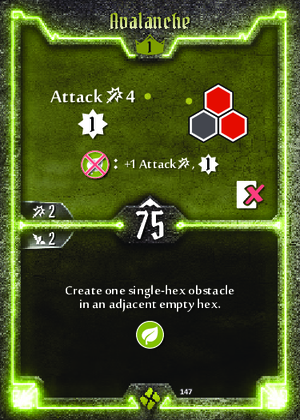 Avalanche
1
Attack 4
1
: +1 Attack , 1
2
75
2
Create one single-hex obstacle
in an adjacent empty hex.
147